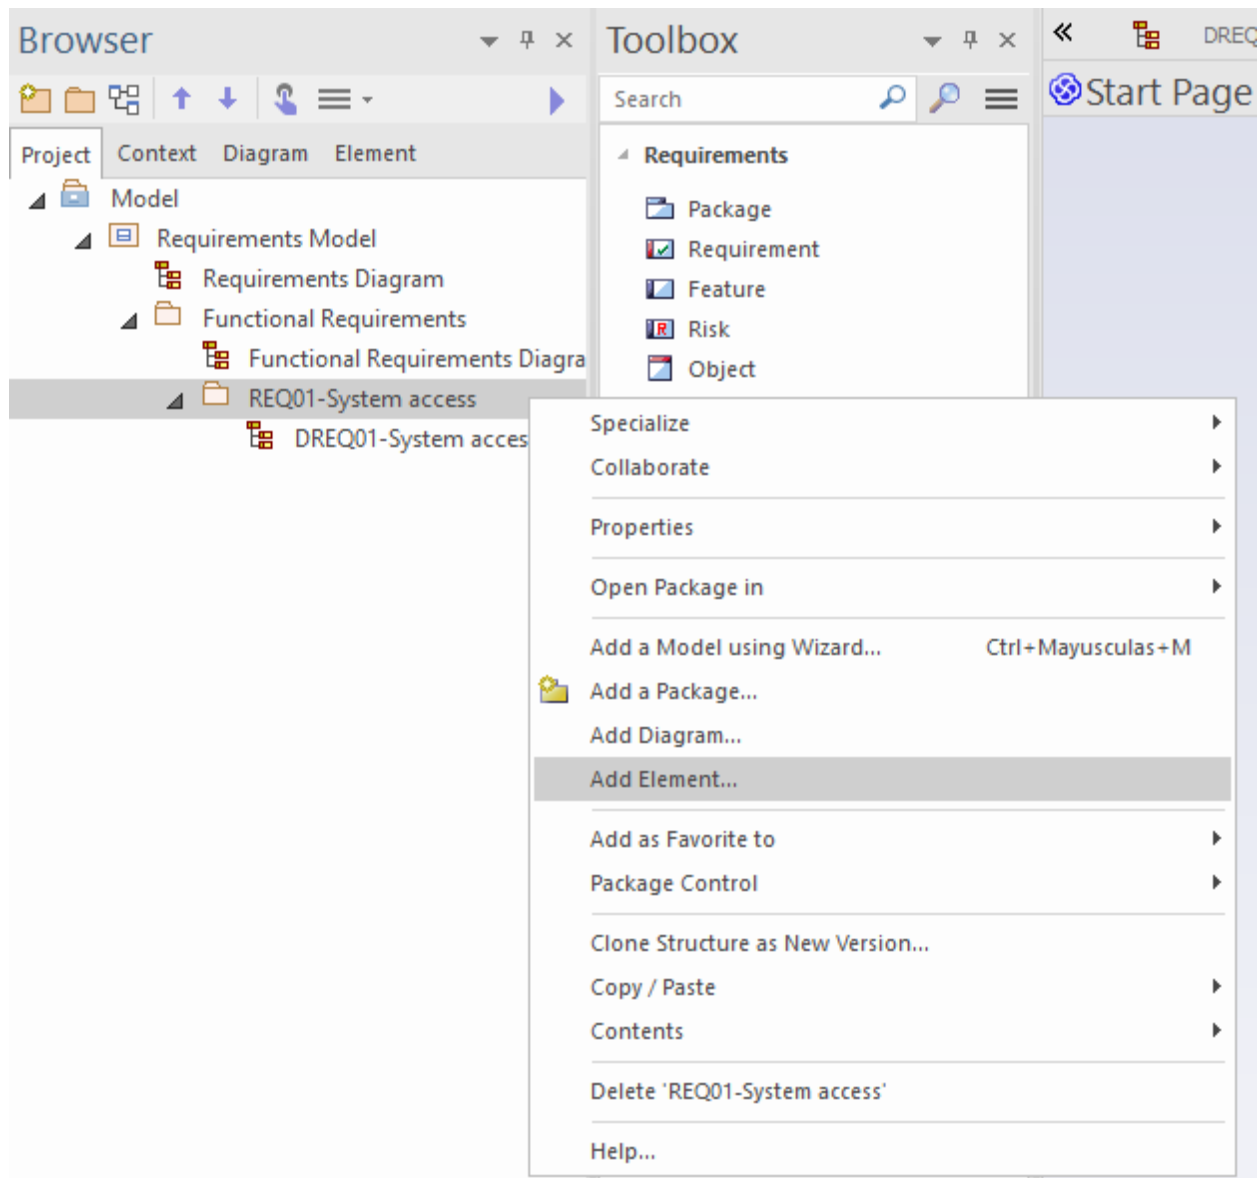 Browser
Project Context Diagram Element
Model
Requirements Model
Requirements Diagram
Functional Requirements
Functional Requirements Diagra
REQ01-System access
DREQ01-System acces
Toolbox
Search
Requirements
Package
Requirement
Feature
Risk
Object
DREQ
Start Page
Specialize
Collaborate
Properties
Open Package in
Add a Model using Wizard... Ctrl+Mayusculas+M
Add a Package...
Add Diagram...
Add Element...
Add as Favorite to
Package Control
Clone Structure as New Version...
Copy / Paste
Contents
Delete 'REQ01-System access'
Help...